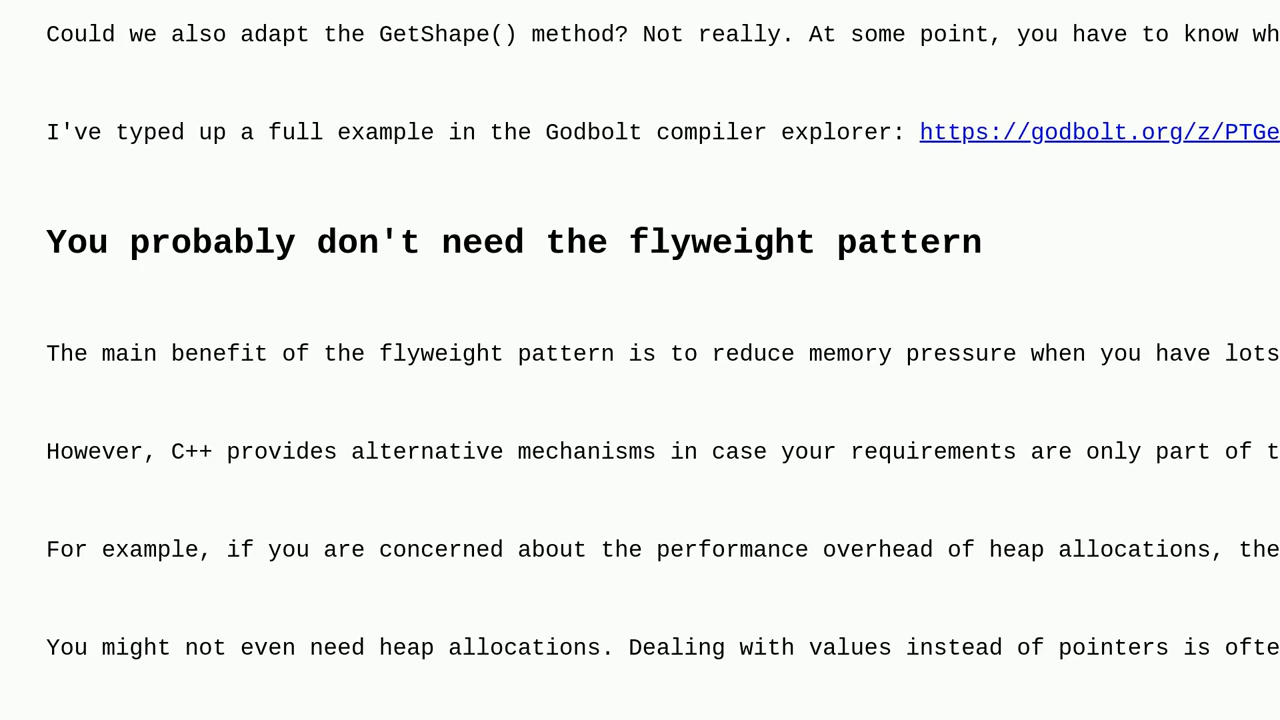 Could we also adapt the GetShape() method? Not really. At some point, you have to know wh
I've typed up a full example in the Godbolt compiler explorer: https://godbolt.org/z/PTGe
You probably don't need the flyweight pattern
The main benefit of the flyweight pattern is to reduce memory pressure when you have lots
However, C++ provides alternative mechanisms in case your requirements are only part of t
For example, if you are concerned about the performance overhead of heap allocations, the
You might not even need heap allocations. Dealing with values instead of pointers is ofte